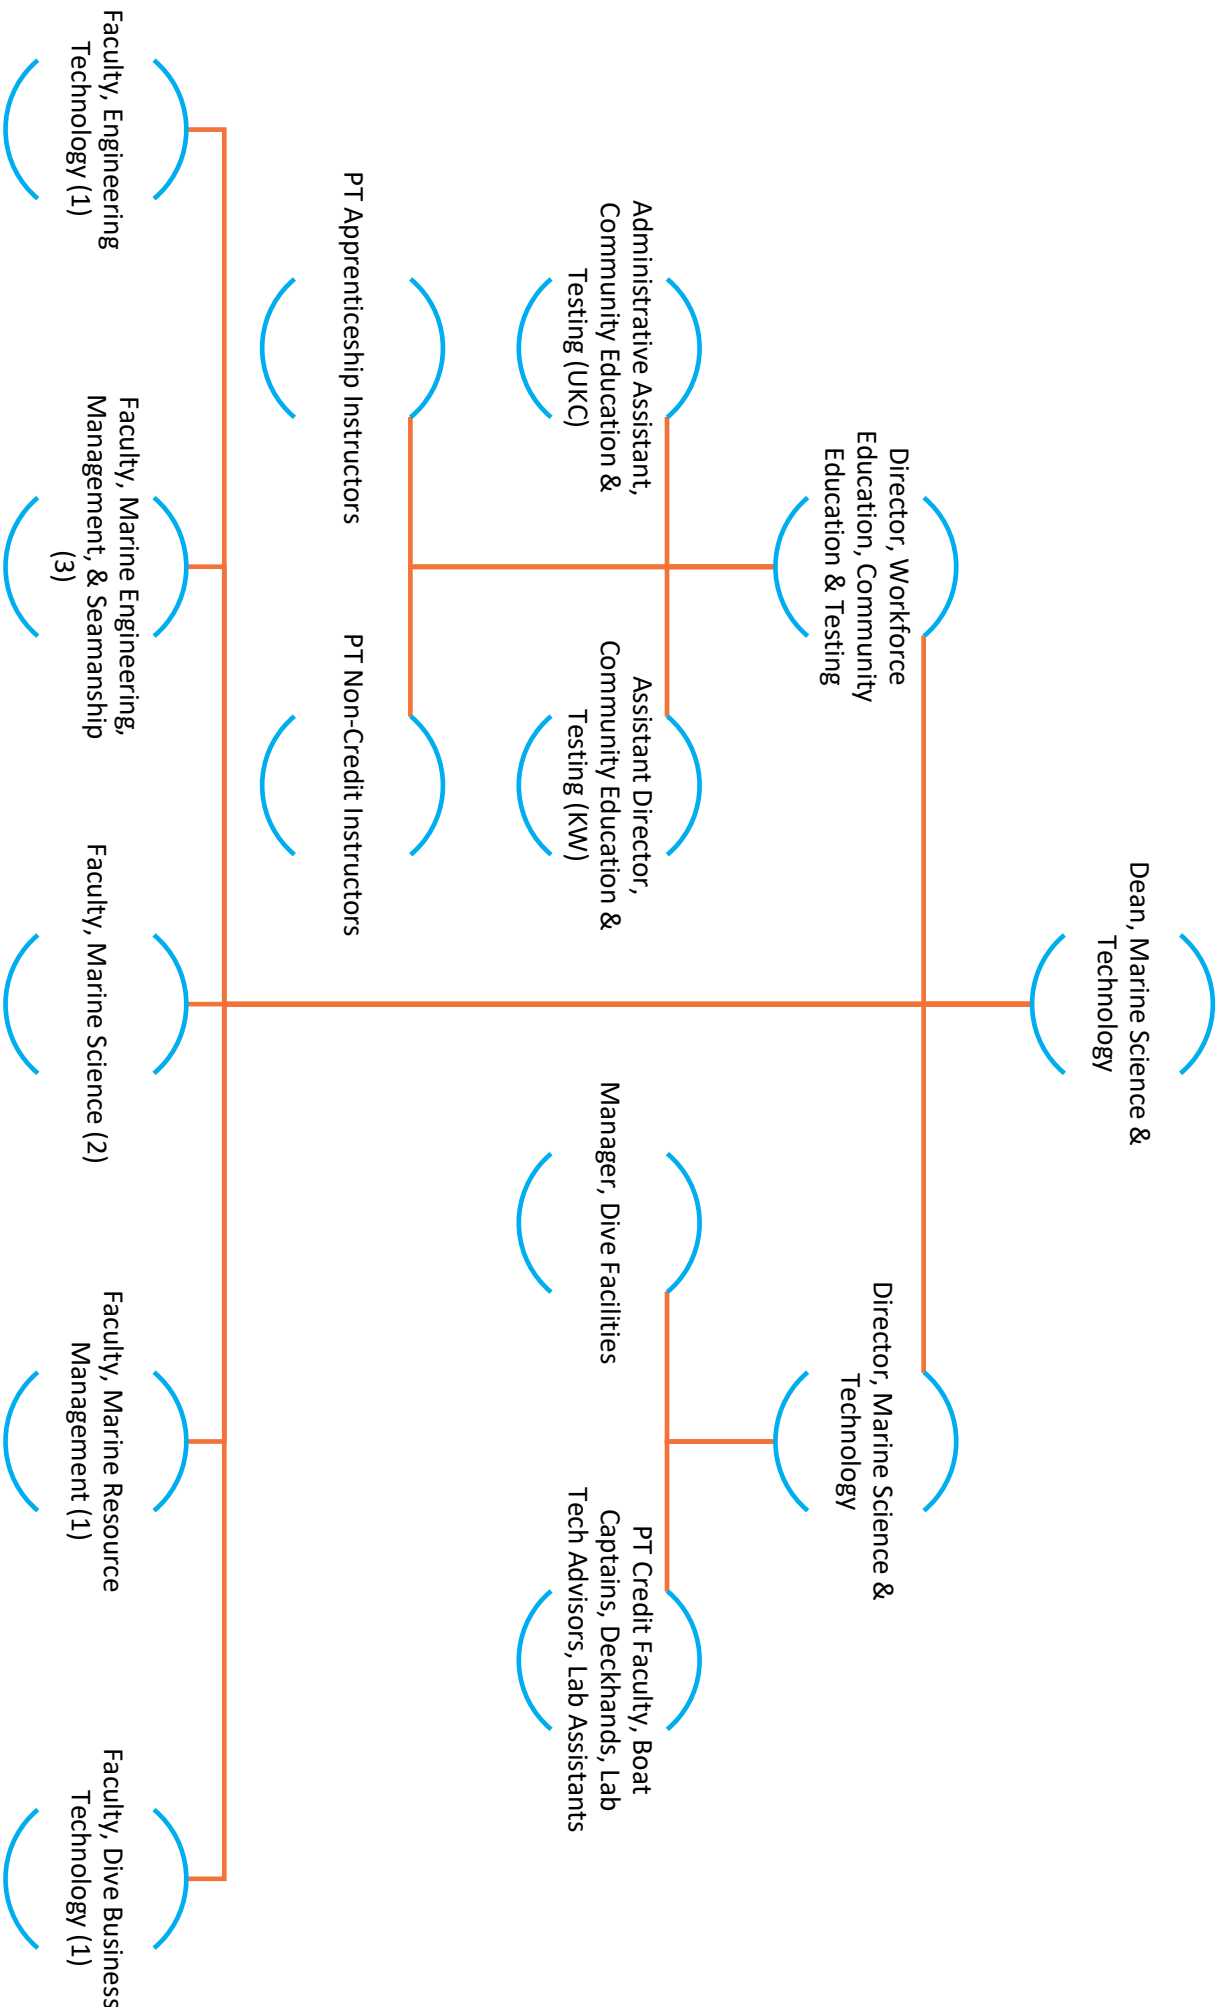 Dean, Marine Science &
Technology
Director, Workforce
Education, Community
Education & Testing
Director, Marine Science &
Technology
Administrative Assistant,
Community Education &
Testing (UKC)
Assistant Director,
Community Education &
Testing (KW)
Manager, Dive Facilities
PT Credit Faculty, Boat
Captains, Deckhands, Lab
Tech Advisors, Lab Assistants
PT Apprenticeship Instructors
PT Non-Credit Instructors
Faculty, Engineering
Technology (1)
Faculty, Marine Engineering,
Management, & Seamanship
(3)
Faculty, Marine Science (2)
Faculty, Marine Resource
Management (1)
Faculty, Dive Business
Technology (1)